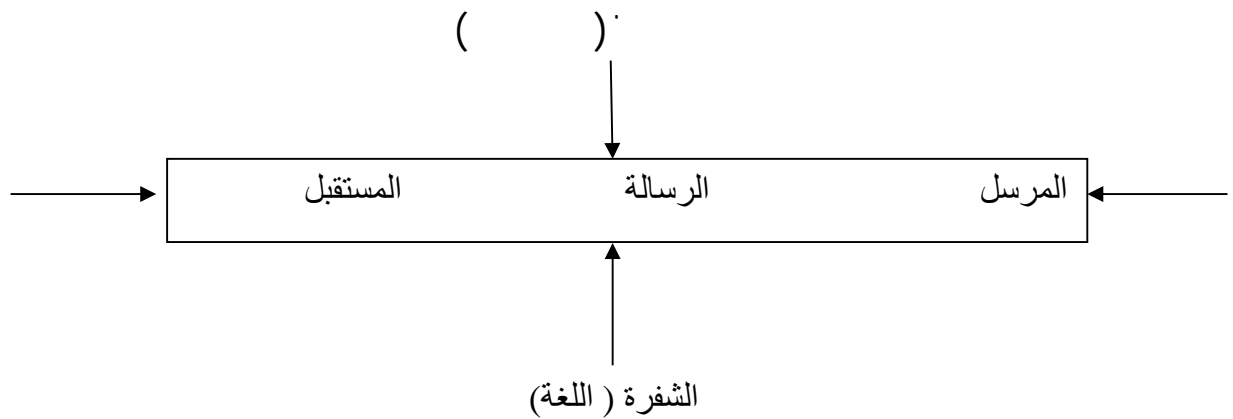 ( )
المرسل الرسالة المستقبل
الشفرة ( اللغة)